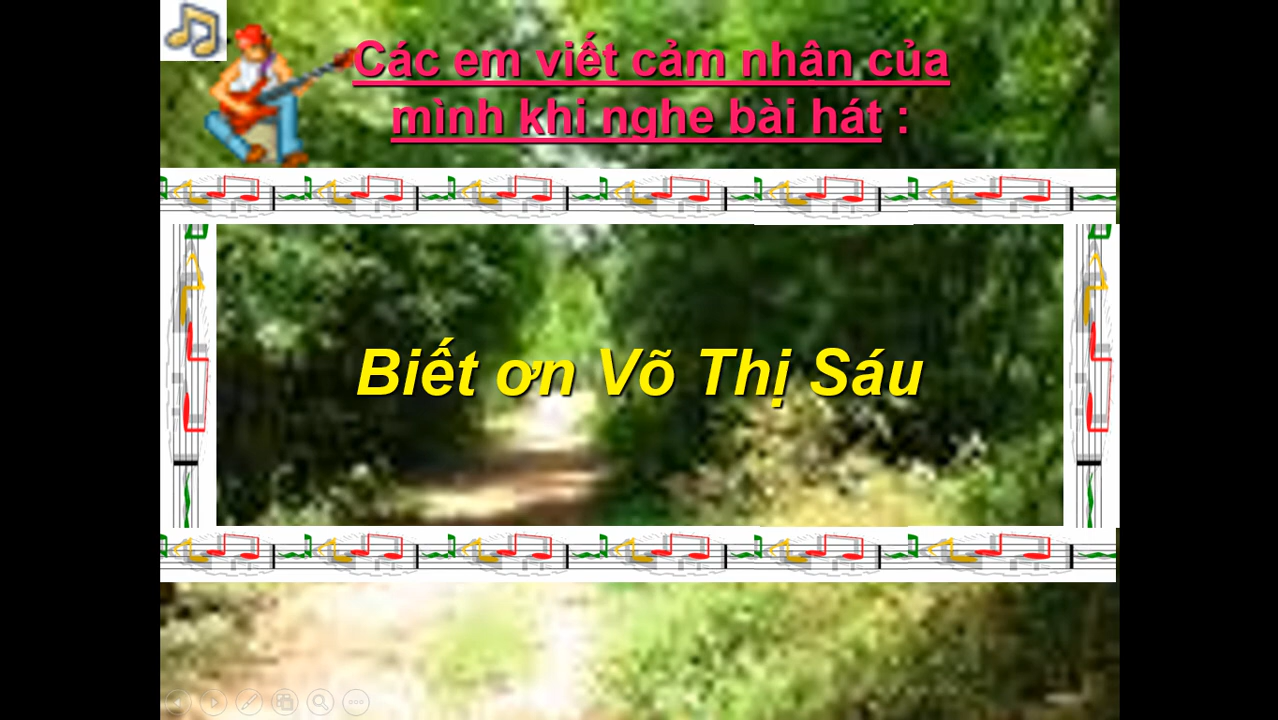 Các em viết cảm nhận của
mình khi nghe bài hát :
Biết ơn Võ Thị Sáu